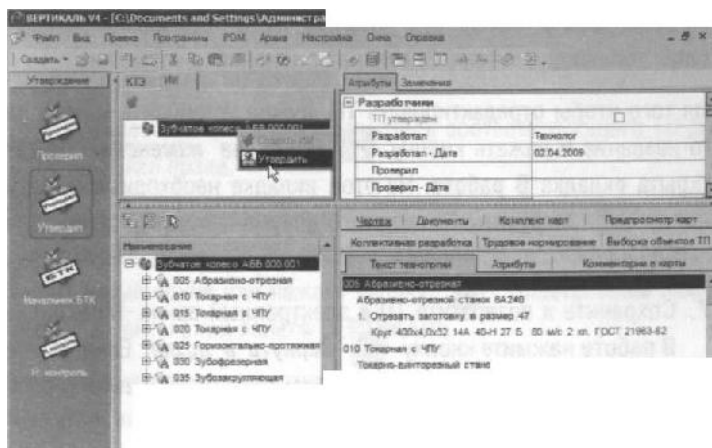 ВЕРТИКАЛЬ V4 - [C:\Documents and Settings\Администра
Файл Вид Правка Программы PDM Архив Настройка Окна Справка
Создать
Утверждение
КТЭ ИИ
Атрибуты Замечания
Разработчики
ТП утвержден
Зубчатое колесо АБВ 000.001
Создать ИИ
Утвердить
Разработал Технолог
Разработал - Дата 02.04.2009
Проверил
Проверил - Дата
Проверил
Утвердил
Начальник БТК
Н. контроль
Чертеж Документы Комплект карт Предпросмотр карт
Коллективная разработка Трудовое нормирование Выборка объектов ТП
Текст технологии Атрибуты Комментарии в карты
Наименование
Зубчатое колесо АБВ 000.001
005 Абразивно-отрезная
010 Токарная с ЧПУ
015 Токарная с ЧПУ
020 Токарная с ЧПУ
025 Горизонтально-протяжная
030 Зубофрезерная
035 Зубозакругляющая
005 Абразивно-отрезная
Абразивно-отрезной станок 8А240
1. Отрезать заготовку в размер 47
Круг 400х4,0х32 14А 40-Н 27 Б 80 м/с 2 кл. ГОСТ 21963-82
010 Токарная с ЧПУ
Токарно-винторезный стано